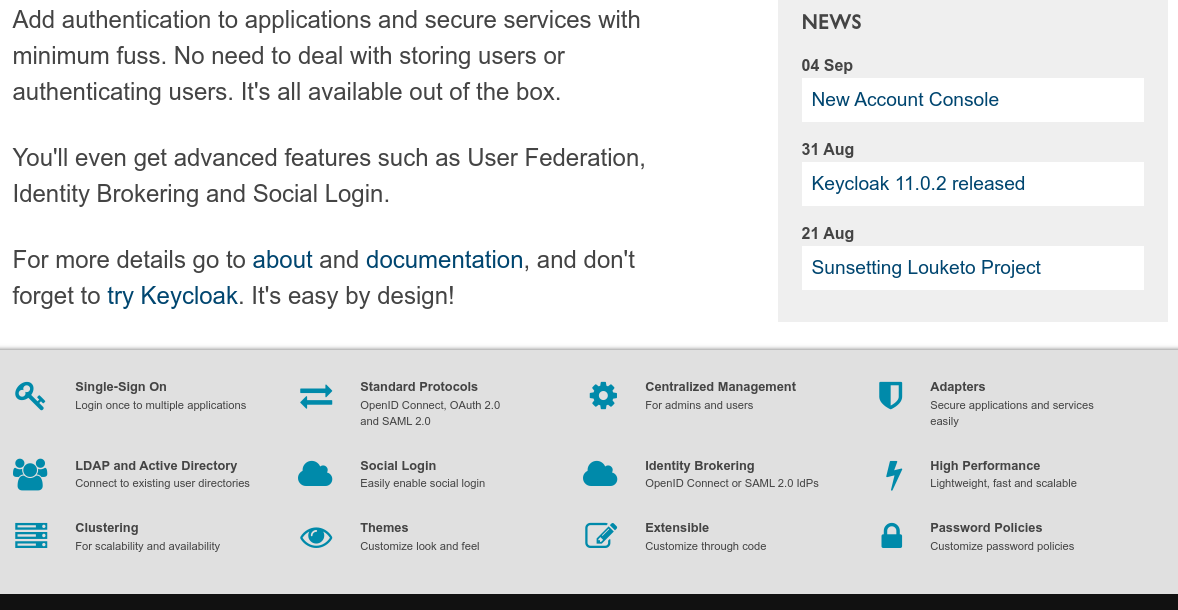 Add authentication to applications and secure services with
minimum fuss. No need to deal with storing users or
authenticating users. It's all available out of the box.
You'll even get advanced features such as User Federation,
Identity Brokering and Social Login.
For more details go to about and documentation, and don't
forget to try Keycloak. It's easy by design!
NEWS
04 Sep
New Account Console
31 Aug
Keycloak 11.0.2 released
21 Aug
Sunsetting Louketo Project
Single-Sign On
Login once to multiple applications
Standard Protocols
OpenID Connect, OAuth 2.0
and SAML 2.0
Centralized Management
For admins and users
Adapters
Secure applications and services
easily
LDAP and Active Directory
Connect to existing user directories
Social Login
Easily enable social login
Identity Brokering
OpenID Connect or SAML 2.0 IdPs
High Performance
Lightweight, fast and scalable
Clustering
For scalability and availability
Themes
Customize look and feel
Extensible
Customize through code
Password Policies
Customize password policies